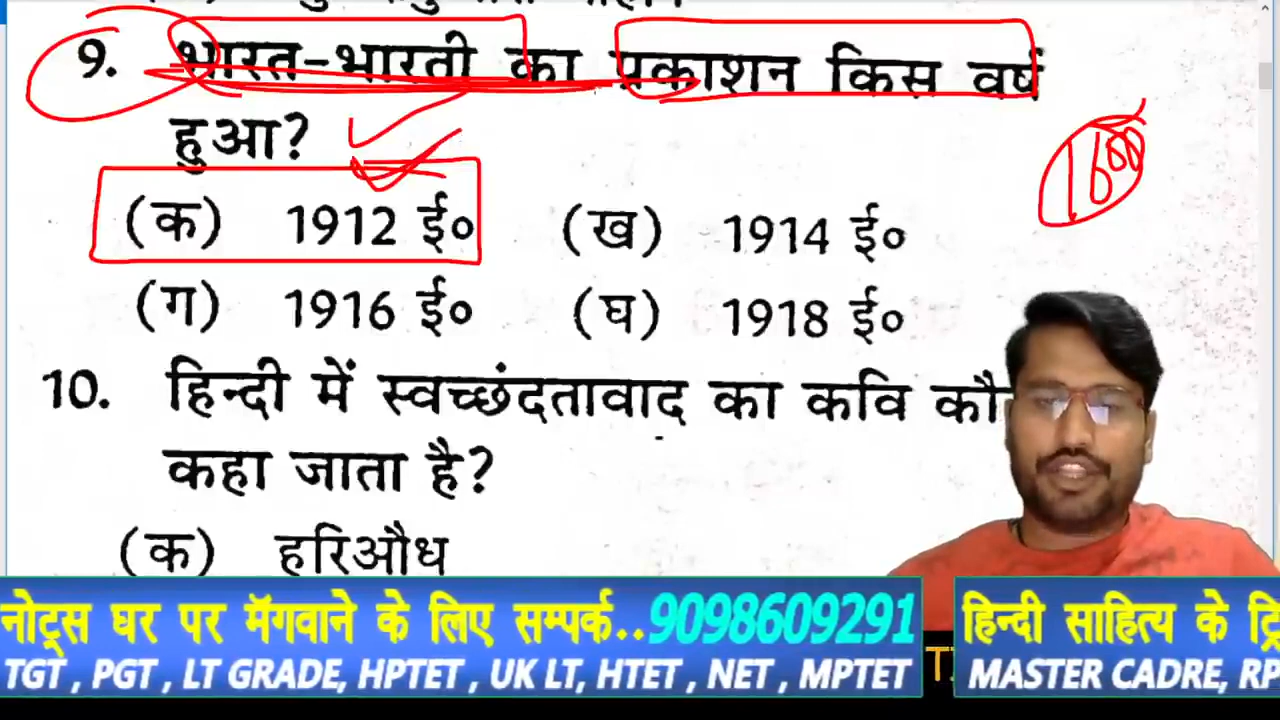 9. भारत-भारती का प्रकाशन किस वर्ष
हुआ?
1600
(क) 1912 ई० (ख) 1914 ई०
(ग) 1916 ई० (घ) 1918 ई०
10. हिन्दी में स्वच्छंदतावाद का कवि
कहा जाता है?
(क) हरिऔध
नोट्स घर पर मॅगवाने के लिए सम्पर्क..9098609291 हिन्दी साहित्य के
TGT , PGT , LT GRADE, HPTET , UK LT, HTET , NET , MPTET MASTER CADRE,